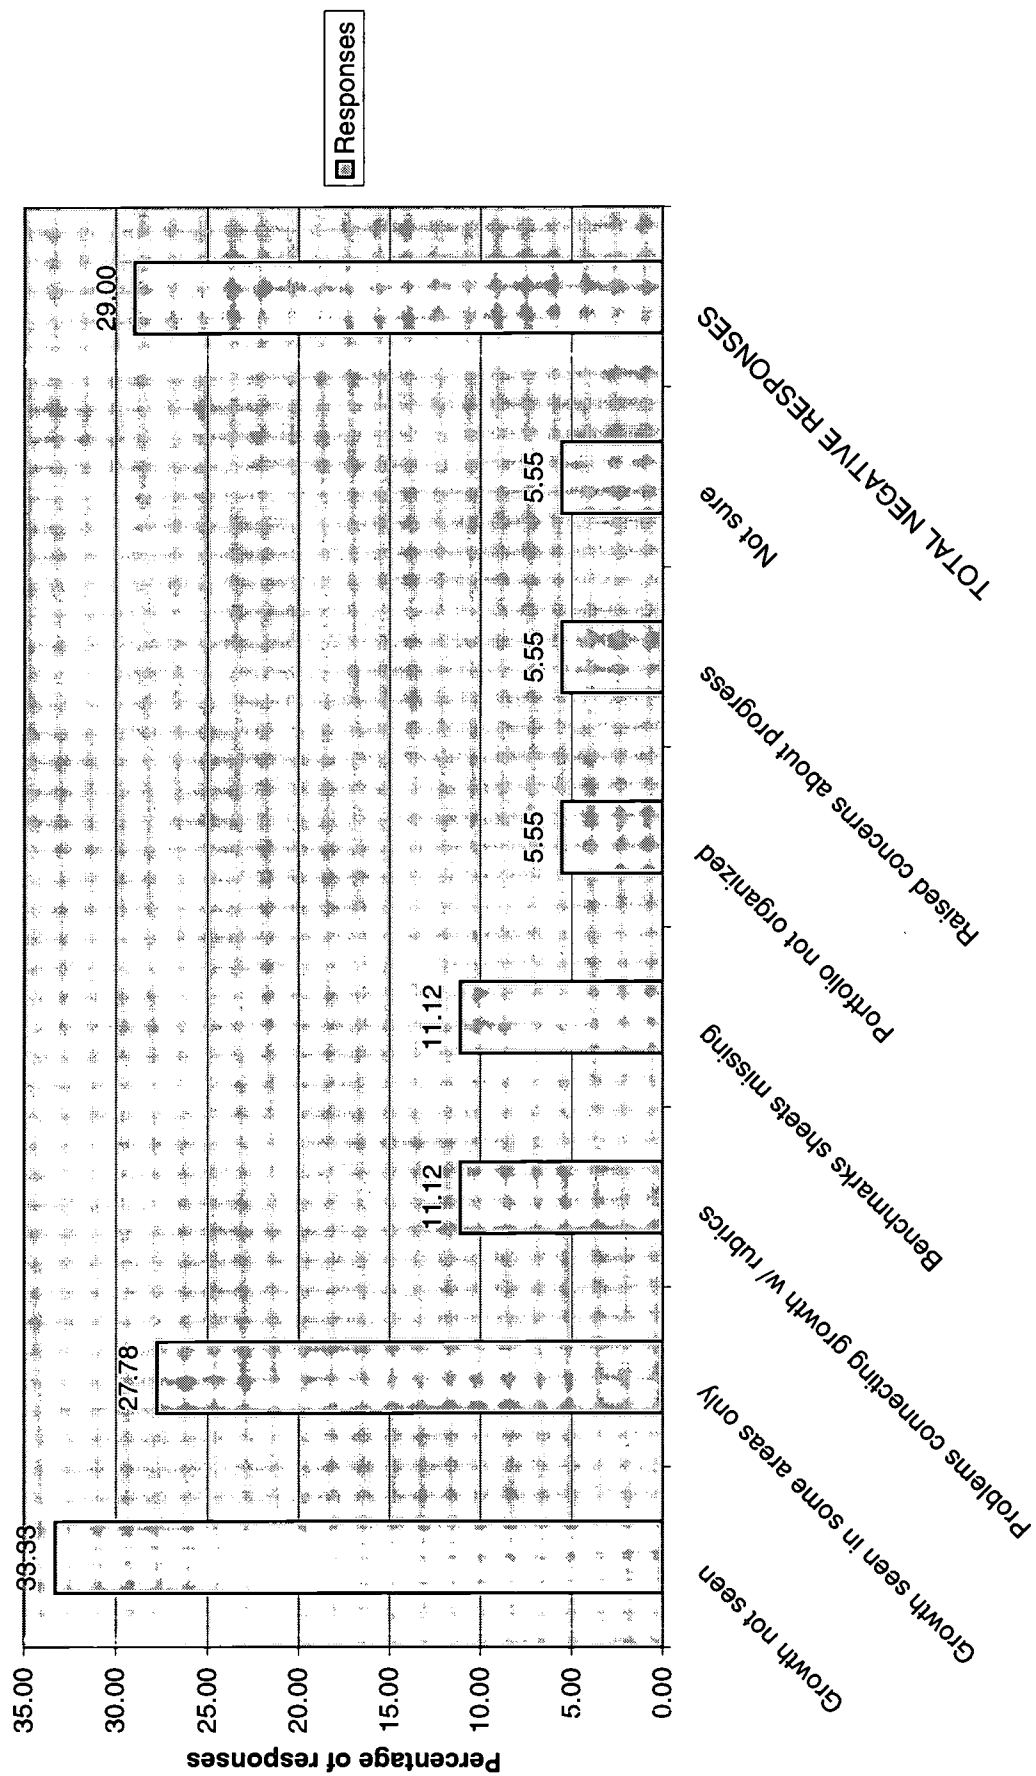 35.00
30.00
25.00
20.00
15.00
10.00
5.00
0.00
Percentage of responses
33.33
27.78
11.12
11.12
5.55
5.55
5.55
29.00
Growth not seen
Growth seen in some areas only
Problems connecting growth w/ rubrics
Benchmarks sheets missing
Portfolio not organized
Raised concerns about progress
Not sure
TOTAL NEGATIVE RESPONSES
Responses